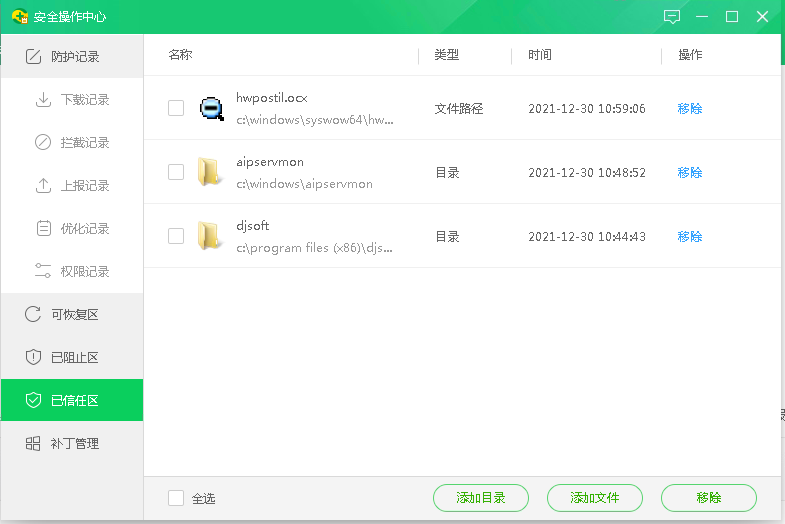 安全操作中心
防护记录
下载记录
拦截记录
上报记录
优化记录
权限记录
可恢复区
已阻止区
已信任区
补丁管理
名称 类型 时间 操作
hwpostil.ocx
c:\windows\syswow64\hw...
文件路径 2021-12-30 10:59:06 移除
aipservmon
c:\windows\aipservmon
目录 2021-12-30 10:48:52 移除
djsoft
c:\program files (x86)\djs...
目录 2021-12-30 10:44:43 移除
全选 添加目录 添加文件 移除